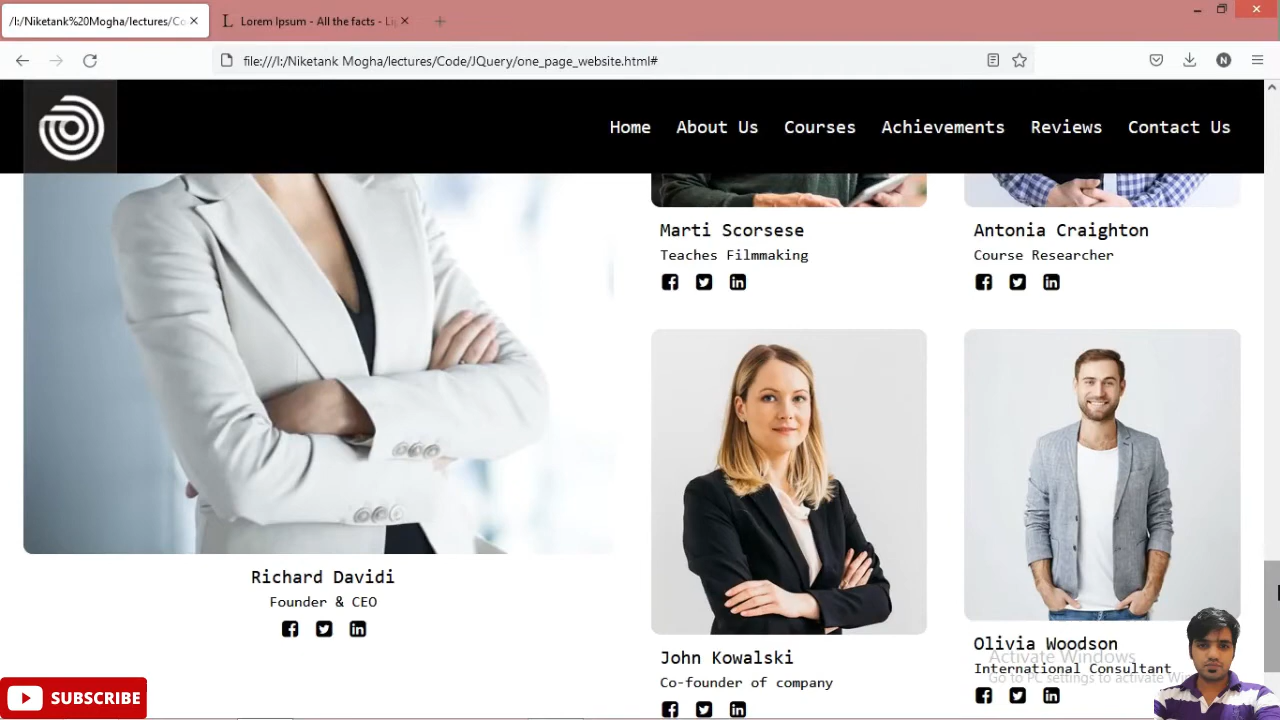 /I:/Niketank%20Mogha/lectures/Co
Lorem Ipsum - All the facts - Li
file:///I:/Niketank Mogha/lectures/Code/JQuery/one_page_website.html#
N
Home About Us Courses Achievements Reviews Contact Us
Marti Scorsese
Teaches Filmmaking
Antonia Craighton
Course Researcher
Richard Davidi
Founder & CEO
John Kowalski
Co-founder of company
Olivia Woodson
International Consultant
Activate Windows
Go to PC settings to activate Win
SUBSCRIBE